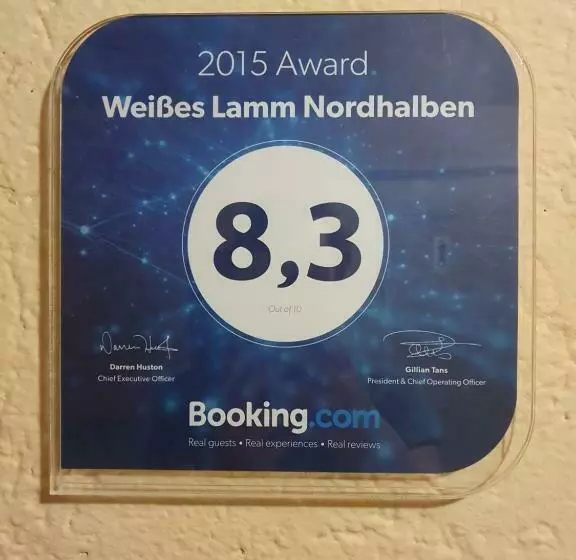 2015 Award
Weißes Lamm Nordhalben
8,3
Out of 10
Darren Huston
Chief Executive Officer
Gillian Tans
President & Chief Operating Officer
Booking.com
Real guests • Real experiences • Real reviews